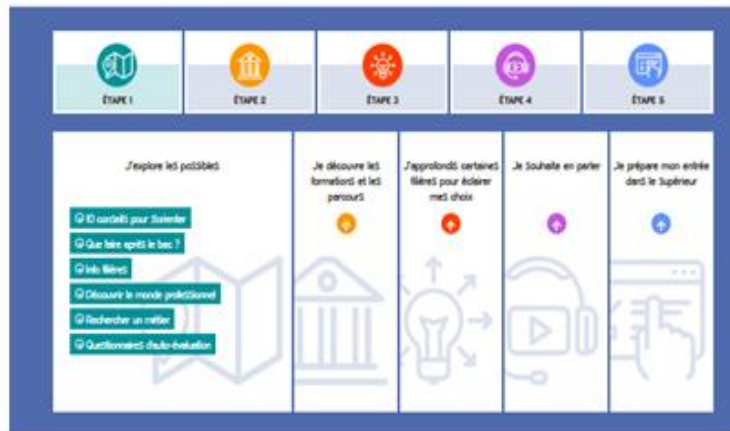 ÉTAPE 1
ÉTAPE 2
ÉTAPE 3
ÉTAPE 4
ÉTAPE 5
J'explore les possibles
10 conseils pour s'orienter
Que faire après le bac ?
Info filières
Découvrir le monde professionnel
Rechercher un métier
Questionnaires d'auto-évaluation
Je découvre les
formations et les
parcours
J'approfondis certaines
filières pour éclairer
mes choix
Je souhaite en parler
Je prépare mon entrée
dans le Supérieur